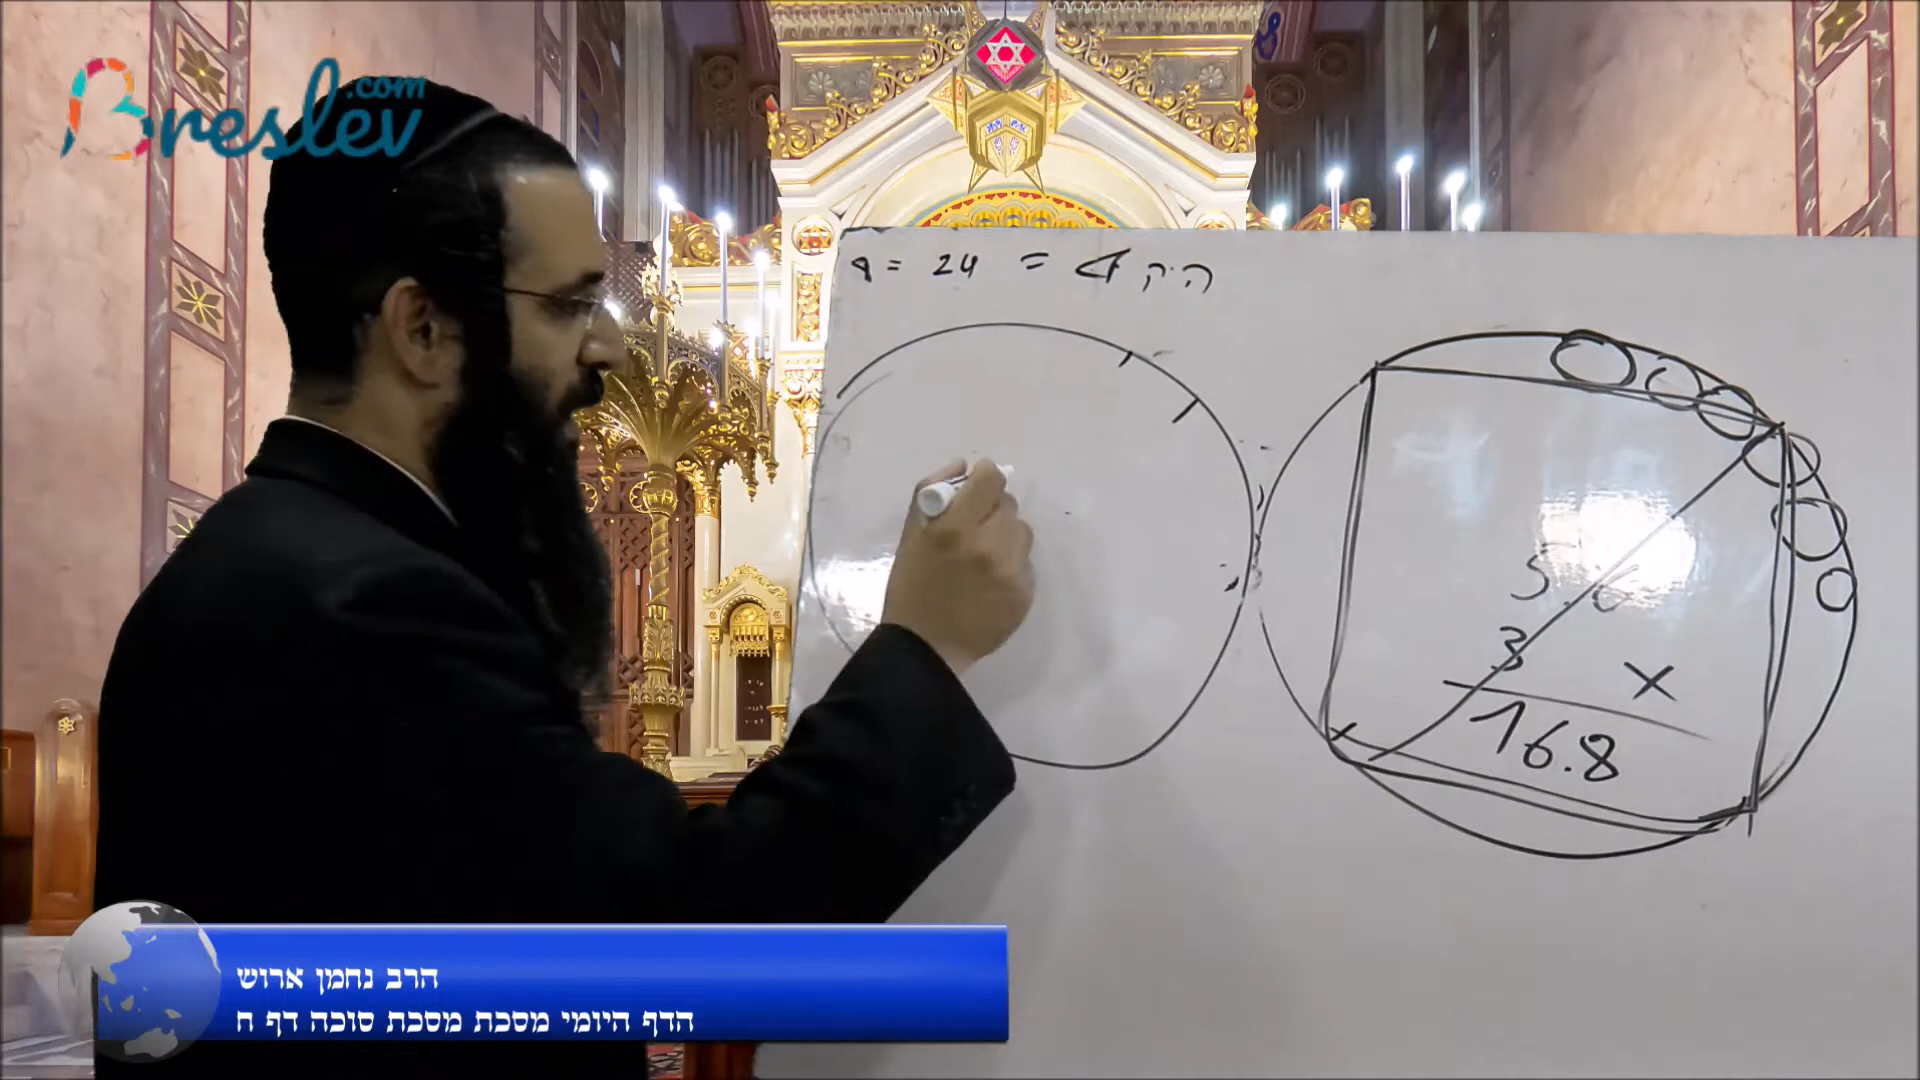 Breslev.com
8 = 24 = 4 היקף
5.6
3 x
16.8
הרב נחמן ארוש
הדף היומי מסכת מסכת סוכה דף ח